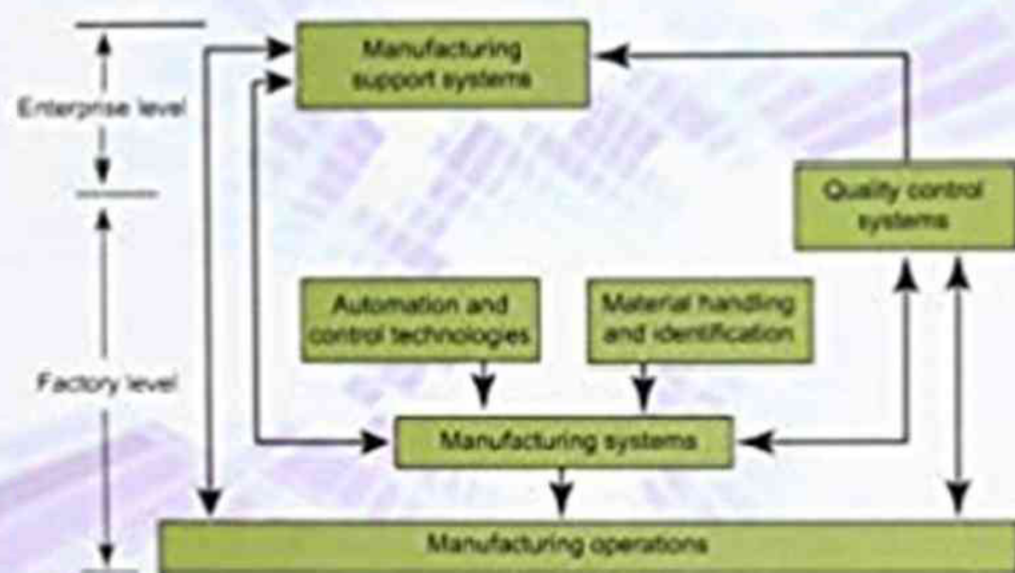 Manufacturing
support systems
Enterprise level
Quality control
systems
Automation and
control technologies
Material handling
and identification
Factory level
Manufacturing systems
Manufacturing operations